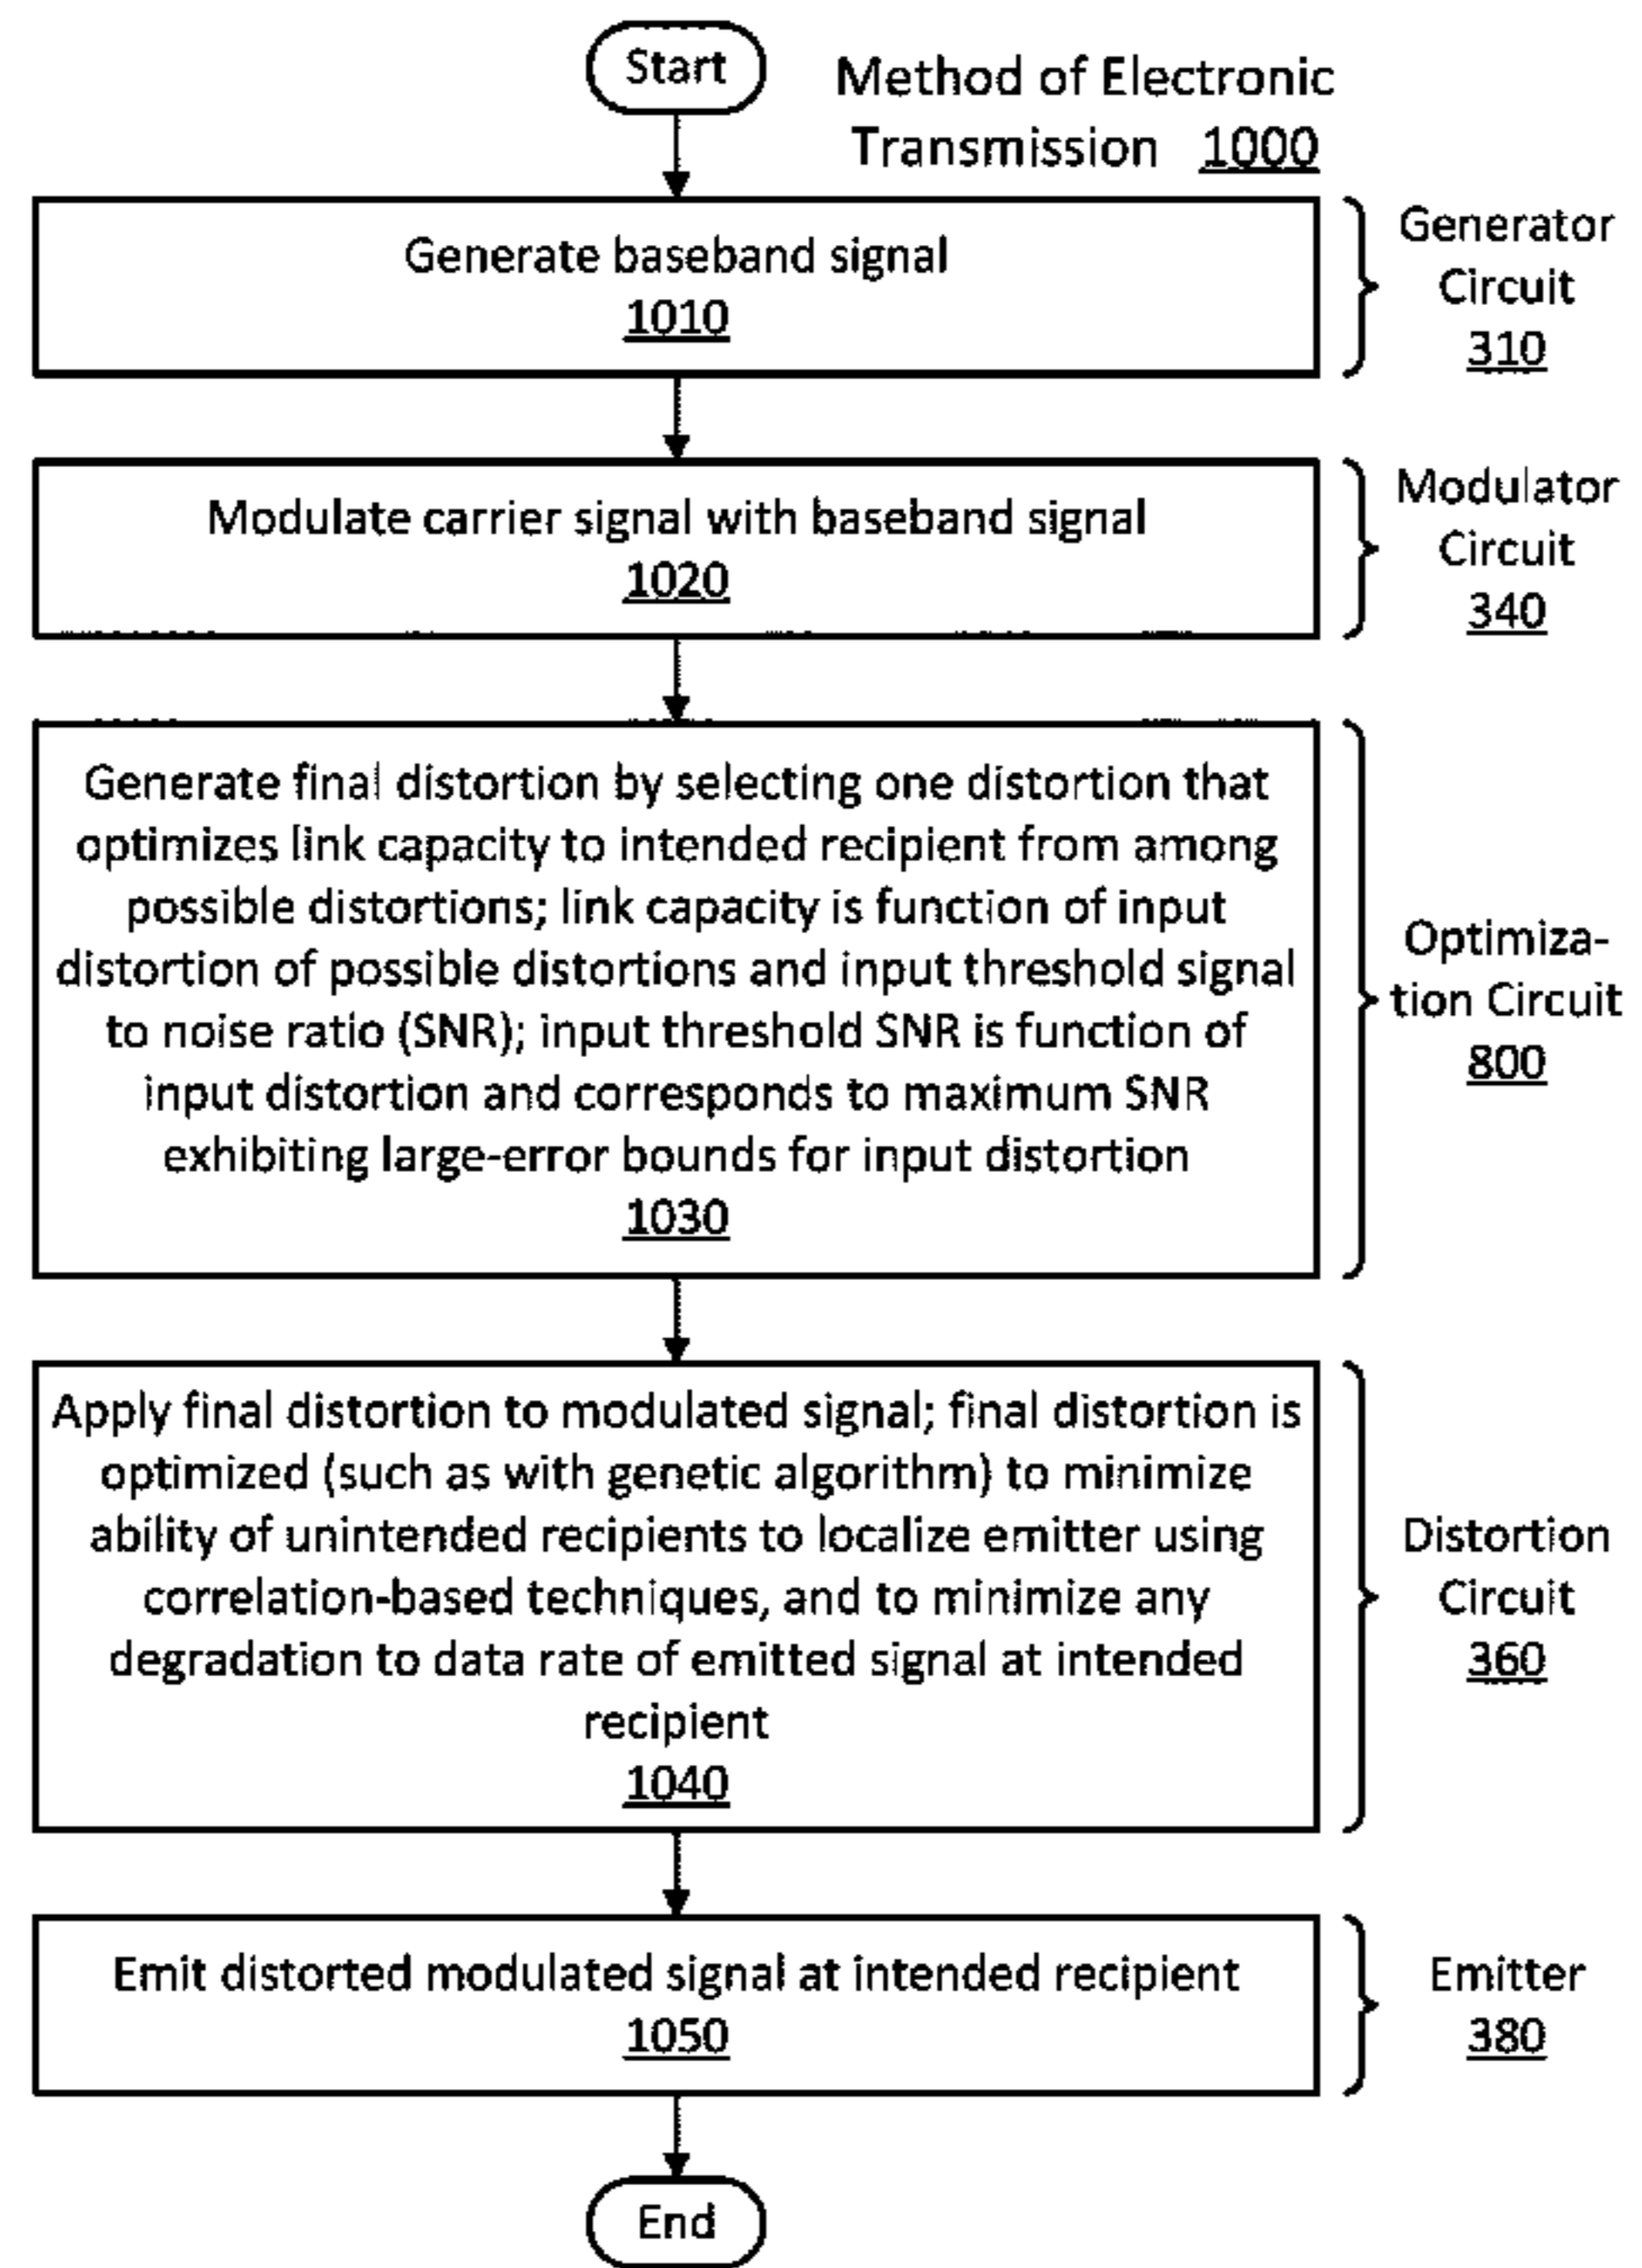 Start
Method of Electronic
Transmission 1000
Generate baseband signal
1010
Generator
Circuit
310
Modulate carrier signal with baseband signal
1020
Modulator
Circuit
340
Generate final distortion by selecting one distortion that
optimizes link capacity to intended recipient from among
possible distortions; link capacity is function of input
distortion of possible distortions and input threshold signal
to noise ratio (SNR); input threshold SNR is function of
input distortion and corresponds to maximum SNR
exhibiting large-error bounds for input distortion
1030
Optimiza-
tion Circuit
800
Apply final distortion to modulated signal; final distortion is
optimized (such as with genetic algorithm) to minimize
ability of unintended recipients to localize emitter using
correlation-based techniques, and to minimize any
degradation to data rate of emitted signal at intended
recipient
1040
Distortion
Circuit
360
Emit distorted modulated signal at intended recipient
1050
Emitter
380
End